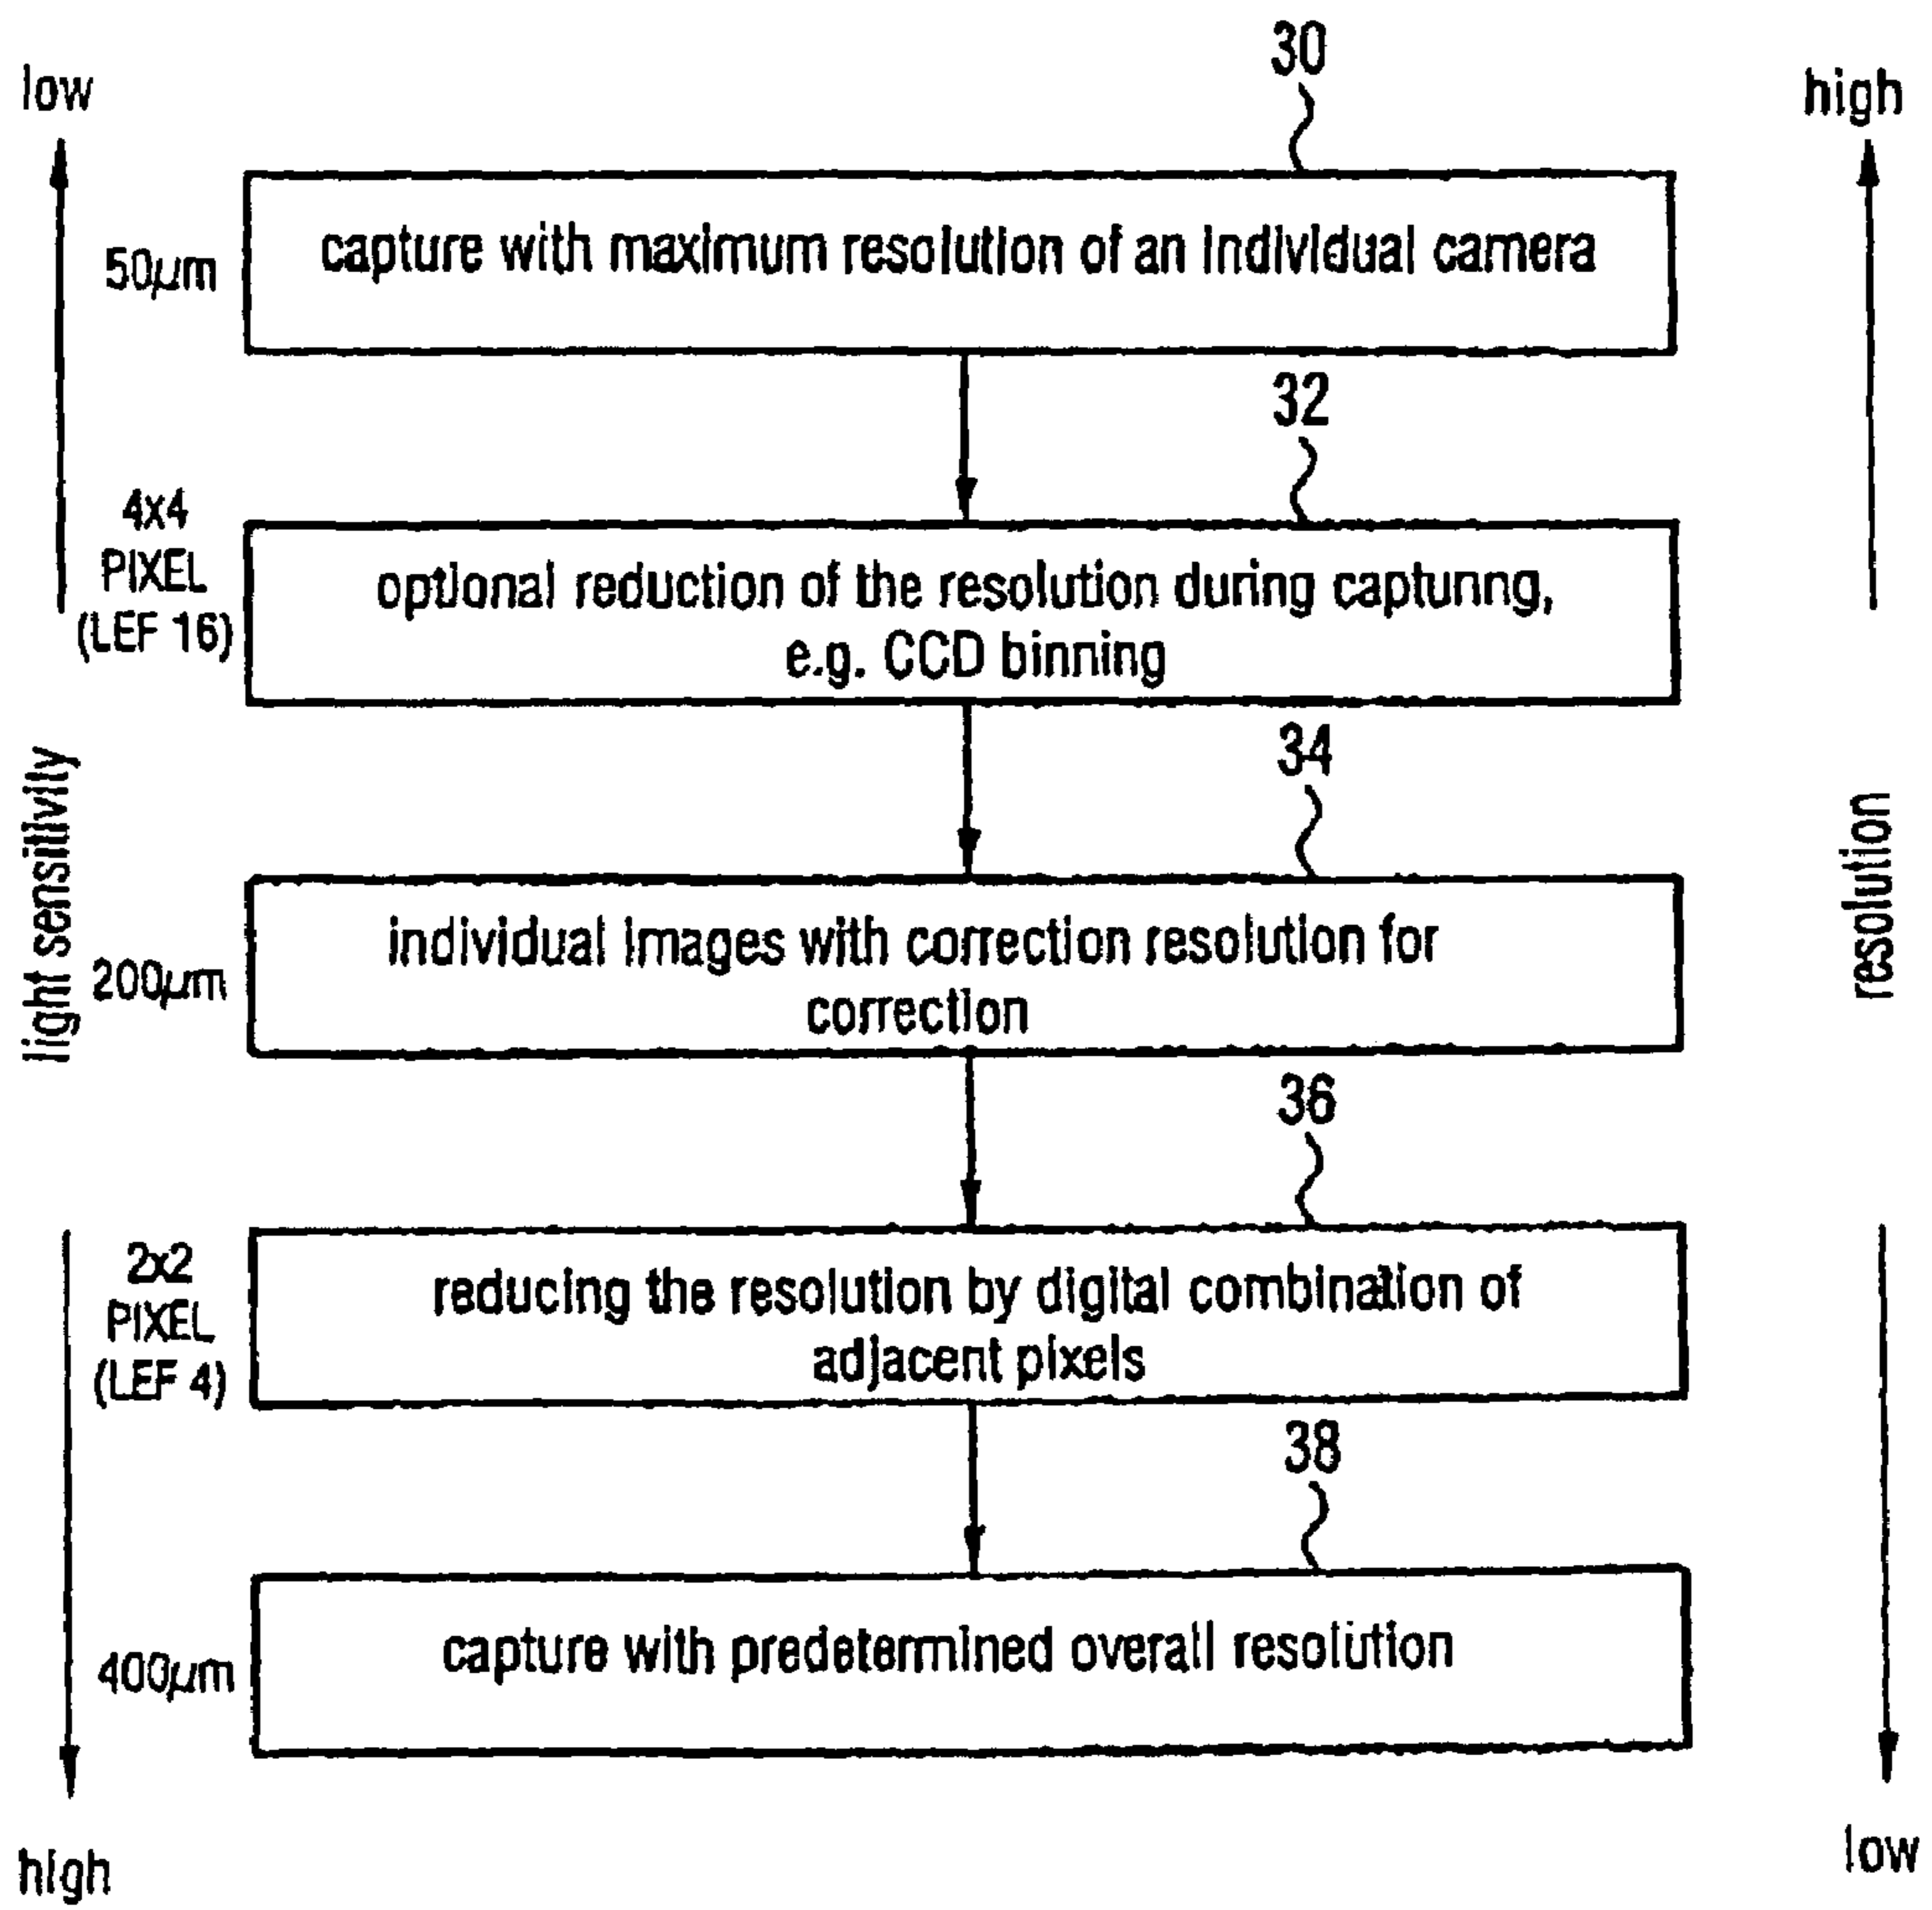 30
low
high
50μm
capture with maximum resolution of an individual camera
32
4x4
PIXEL
(LEF 16)
optional reduction of the resolution during capturing,
e.g. CCD binning
34
light sensitivity
resolution
200μm
individual images with correction resolution for
correction
36
2x2
PIXEL
(LEF 4)
reducing the resolution by digital combination of
adjacent pixels
38
400μm
capture with predetermined overall resolution
high
low